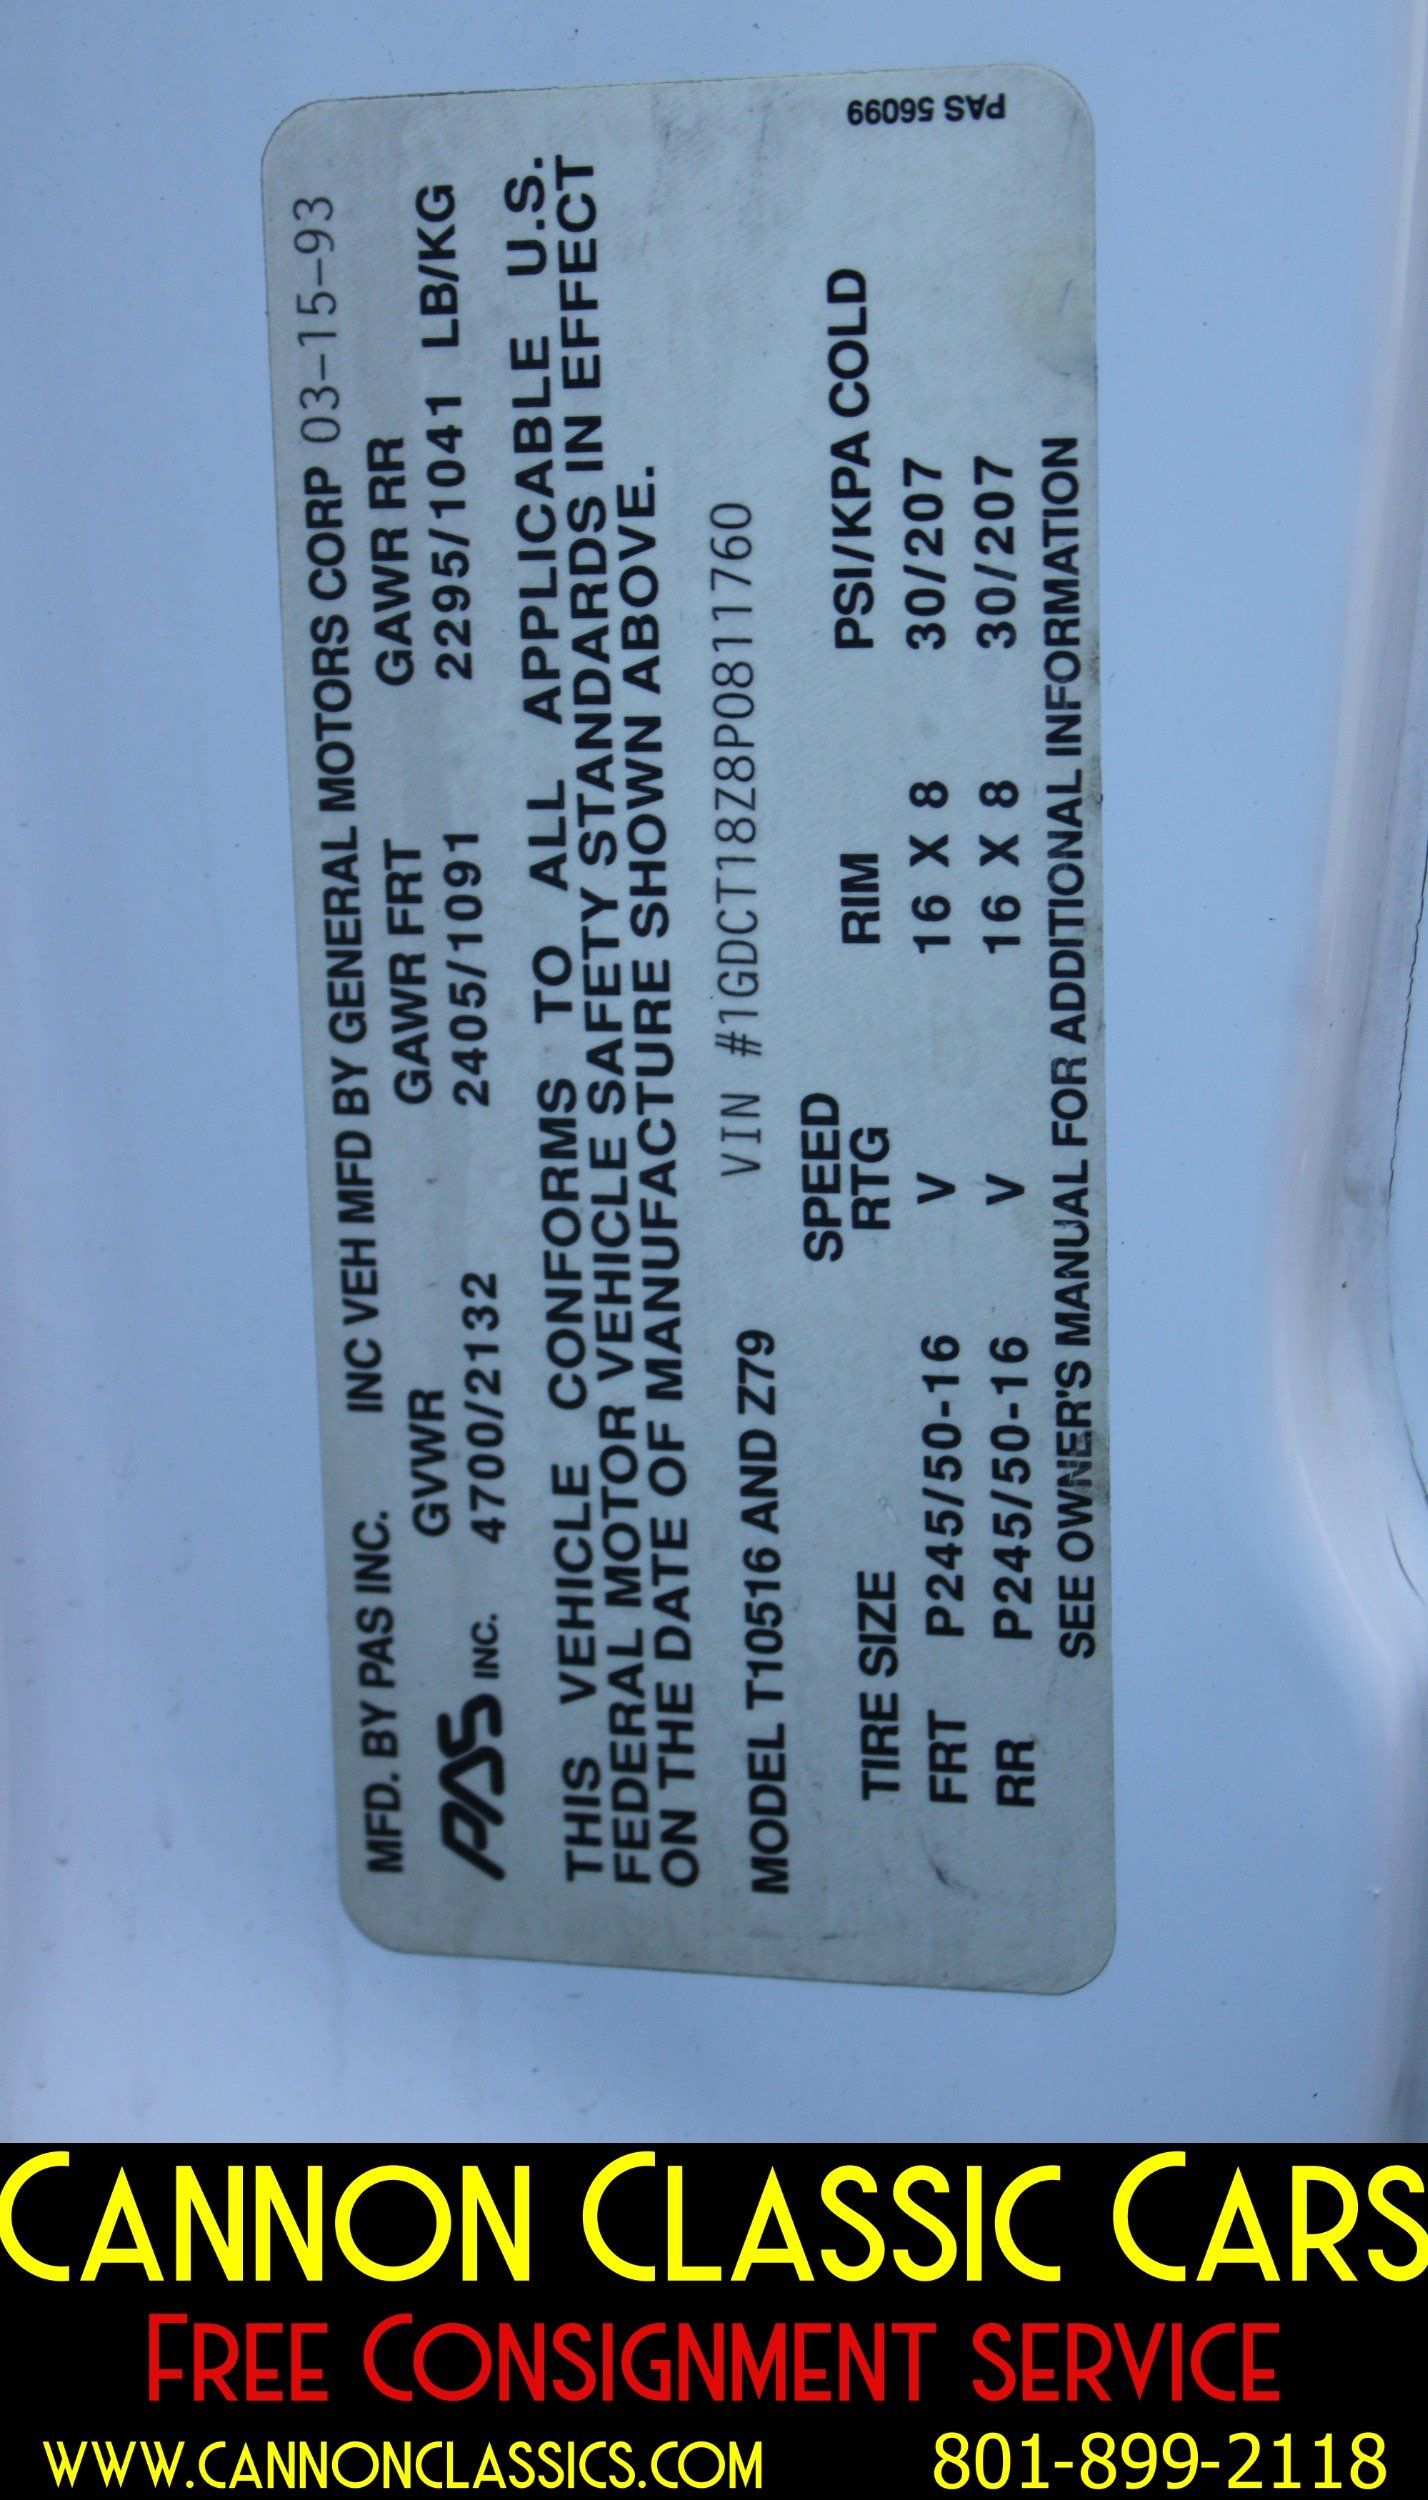 MFD. BY PAS INC. INC VEH MFD BY GENERAL MOTORS CORP 03-15-93
GVWR GAWR FRT GAWR RR
PAS INC. 4700/2132 2405/1091 2295/1041 LB/KG
THIS VEHICLE CONFORMS TO ALL APPLICABLE U.S.
FEDERAL MOTOR VEHICLE SAFETY STANDARDS IN EFFECT
ON THE DATE OF MANUFACTURE SHOWN ABOVE.
VIN #1GDCT18Z8P0811760
MODEL T10516 AND Z79
SPEED
TIRE SIZE RTG RIM PSI/KPA COLD
FRT P245/50-16 V 16 X 8 30/207
RR P245/50-16 V 16 X 8 30/207
SEE OWNER'S MANUAL FOR ADDITIONAL INFORMATION
PAS 56099
CANNON CLASSIC CARS
FREE CONSIGNMENT SERVICE
WWW.CANNONCLASSICS.COM 801-899-2118